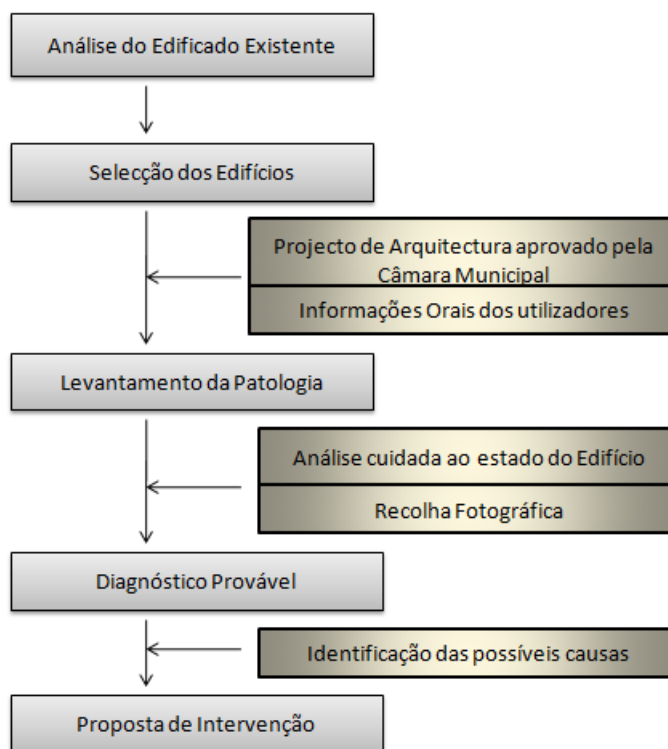 Análise do Edificado Existente
Selecção dos Edifícios
Projecto de Arquitectura aprovado pela
Câmara Municipal
Informações Orais dos utilizadores
Levantamento da Patologia
Análise cuidada ao estado do Edifício
Recolha Fotográfica
Diagnóstico Provável
Identificação das possíveis causas
Proposta de Intervenção